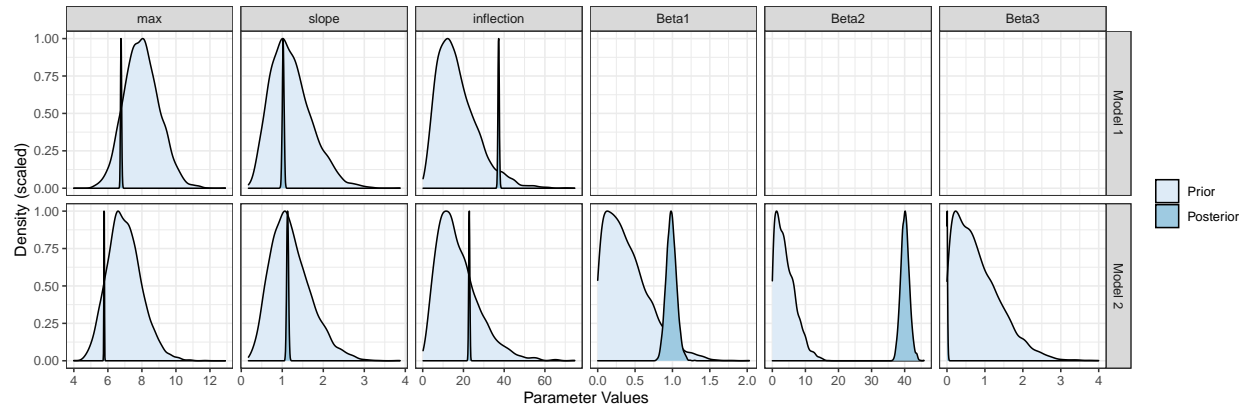 max slope inflection Beta1 Beta2 Beta3
1.00
0.75
0.50
0.25
0.00
Model 1
1.00
0.75
0.50
0.25
0.00
Model 2
Density (scaled)
4 6 8 10 12 0 1 2 3 4 0 20 40 60 0.0 0.5 1.0 1.5 2.0 0 10 20 30 40 0 1 2 3 4
Parameter Values
Prior
Posterior